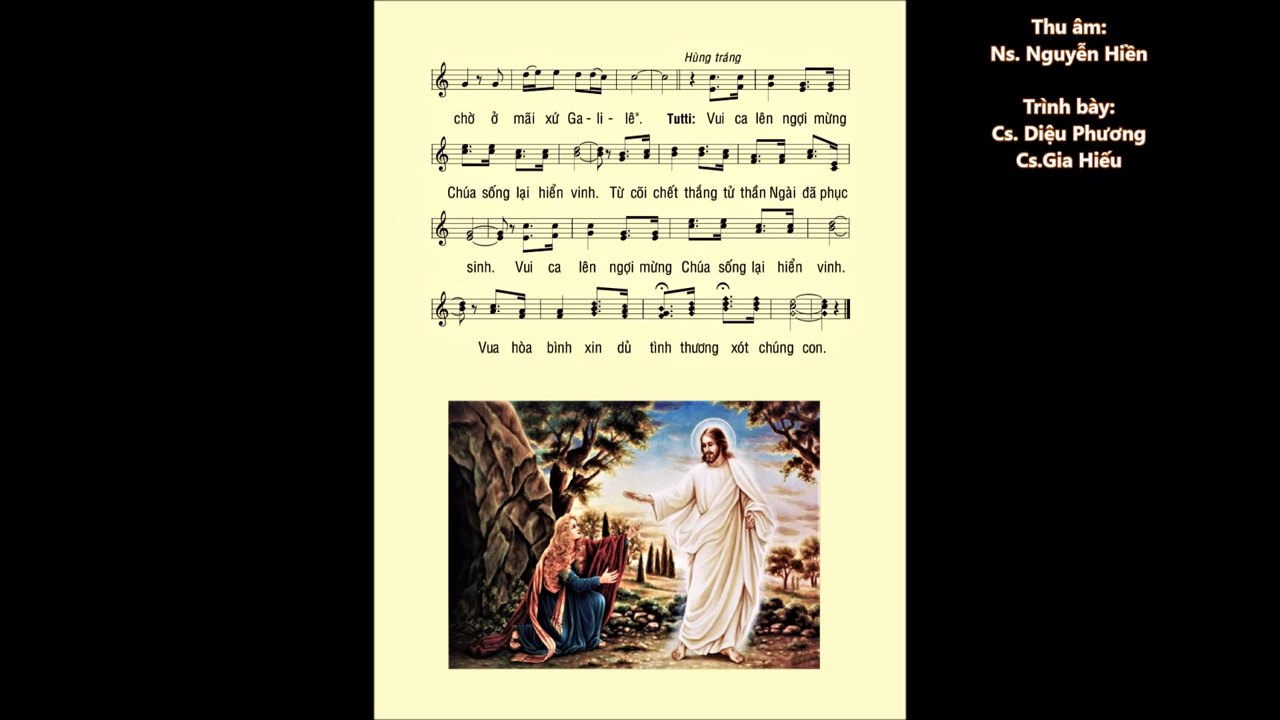 Hùng tráng
chờ ở mãi xứ Ga - li - lê". Tutti: Vui ca lên ngợi mừng
Chúa sống lại hiển vinh. Từ cõi chết thắng tử thần Ngài đã phục
sinh. Vui ca lên ngợi mừng Chúa sống lại hiển vinh.
Vua hòa bình xin dủ tình thương xót chúng con.
Thu âm:
Ns. Nguyễn Hiền
Trình bày:
Cs. Diệu Phương
Cs.Gia Hiếu